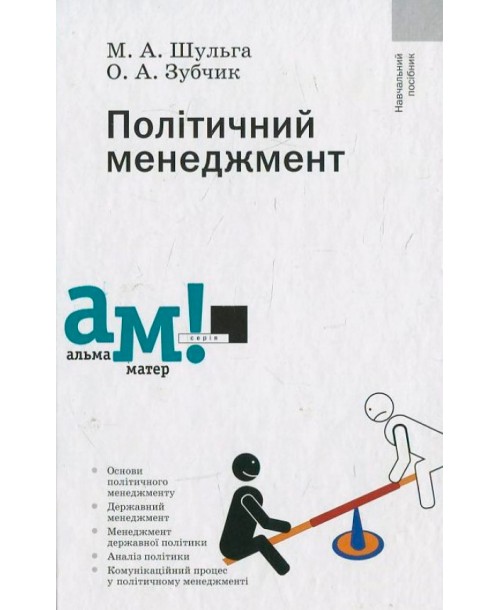 М. А. Шульга
О. А. Зубчик
Навчальний
посібник
Політичний
менеджмент
ам!
серія
альма
матер
Основи
політичного
менеджменту
Державний
менеджмент
Менеджмент
державної політики
Аналіз політики
Комунікаційний процес
у політичному менеджменті